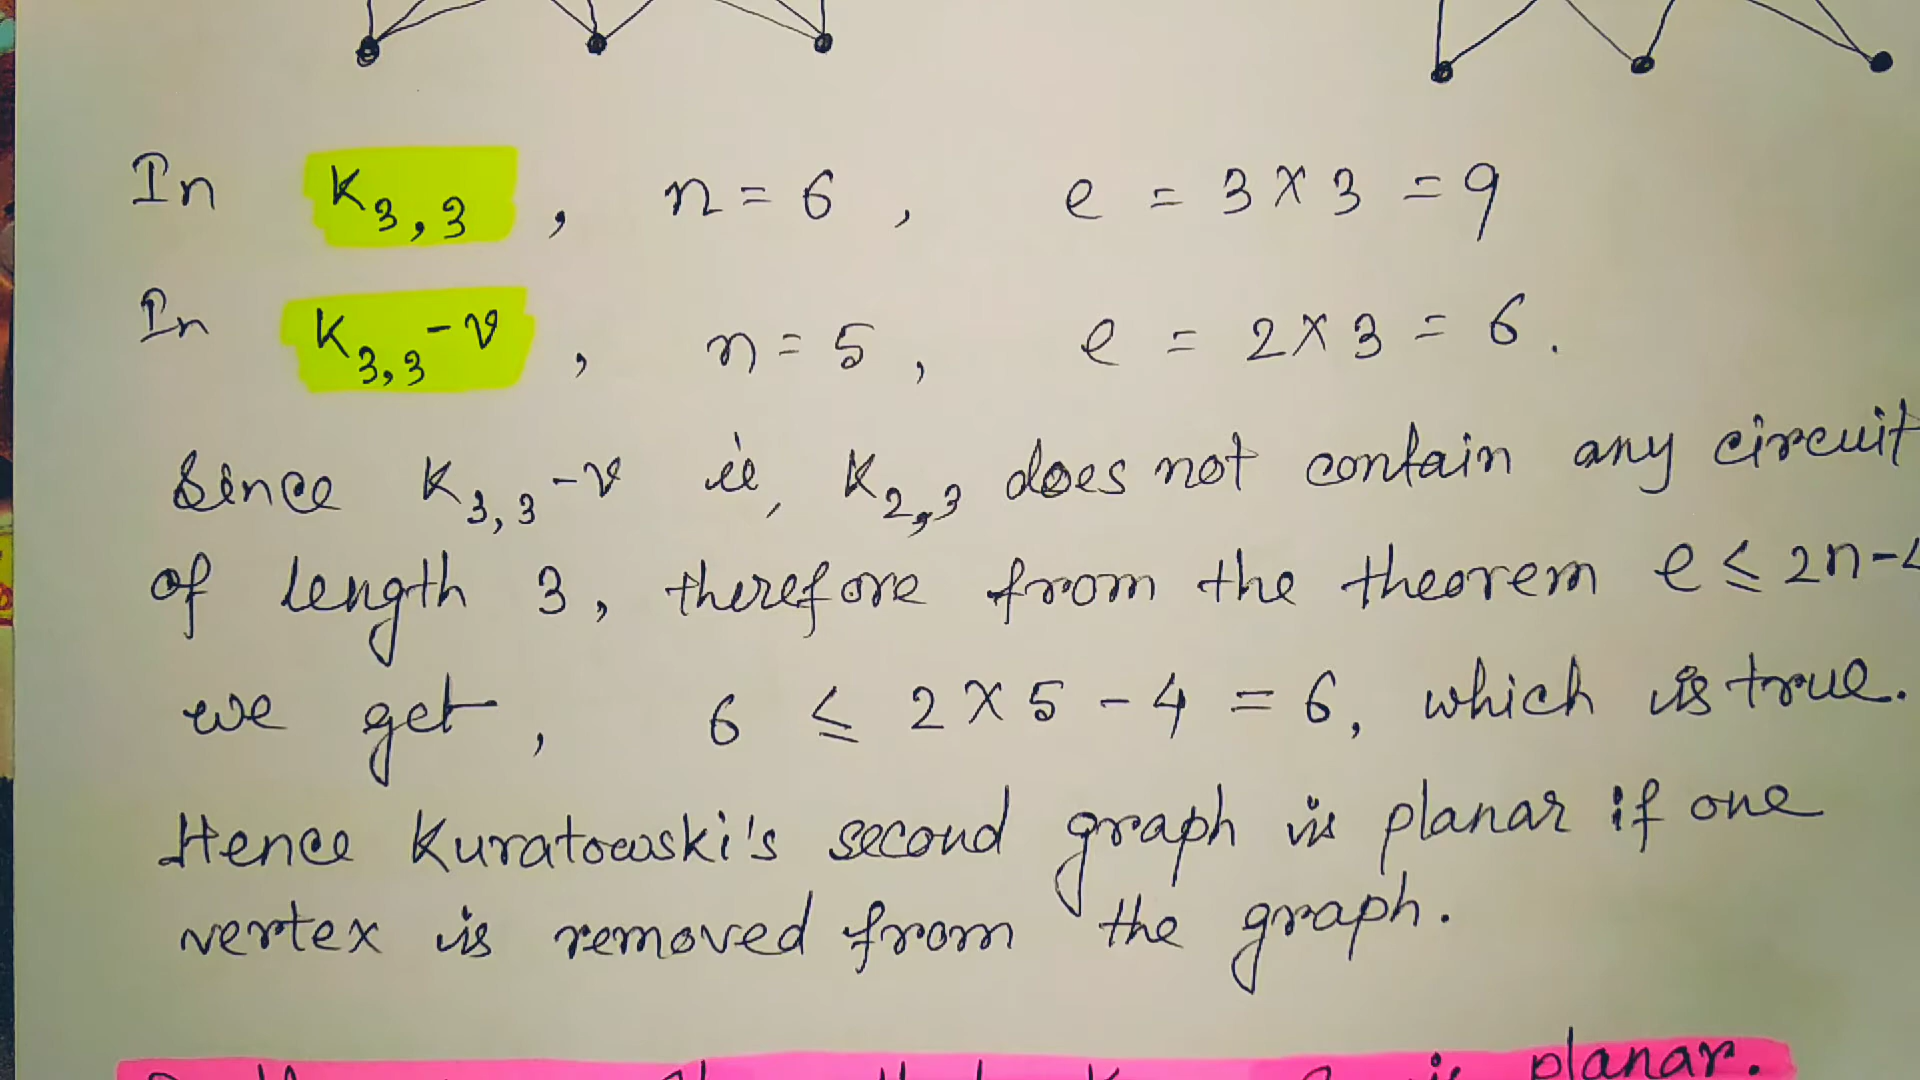 In K3,3 , n = 6 , e = 3 × 3 = 9
In K3,3 - v , n = 5 , e = 2 × 3 = 6 .
Since K3,3 - v ie, K2,3 does not contain any circuit
of length 3, therefore from the theorem e ≤ 2n-4
we get , 6 ≤ 2 × 5 - 4 = 6, which is true.
Hence Kuratowski's second graph is planar if one
vertex is removed from the graph.
is planar.